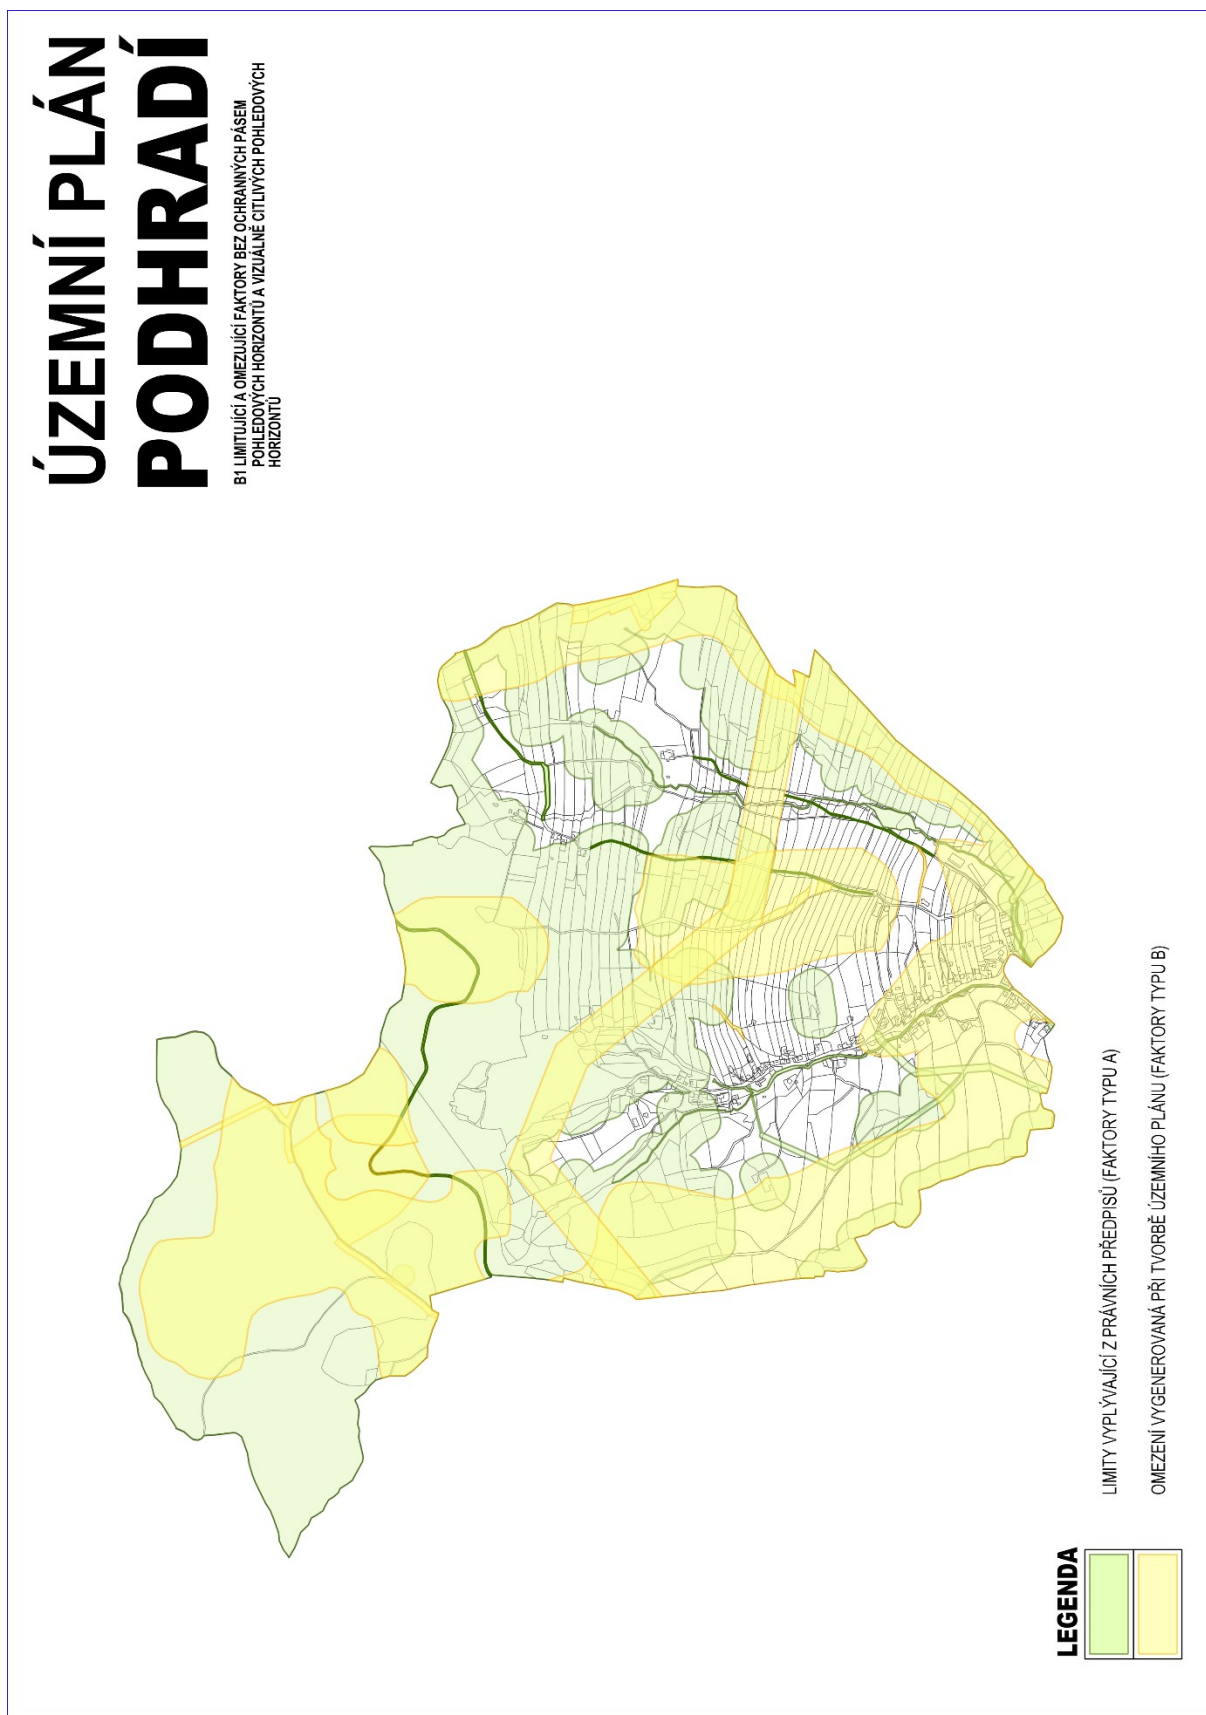 ÚZEMNÍ PLÁN
PODHRADÍ
B1 LIMITUJÍCÍ A OMEZUJÍCÍ FAKTORY BEZ OCHRANNÝCH PÁSEM
POHLEDOVÝCH HORIZONTŮ A VIZUÁLNĚ CITLIVÝCH POHLEDOVÝCH
HORIZONTŮ
LEGENDA
LIMITY VYPLÝVAJÍCÍ Z PRÁVNÍCH PŘEDPISŮ (FAKTORY TYPU A)
OMEZENÍ VYGENEROVANÁ PŘI TVORBĚ ÚZEMNÍHO PLÁNU (FAKTORY TYPU B)